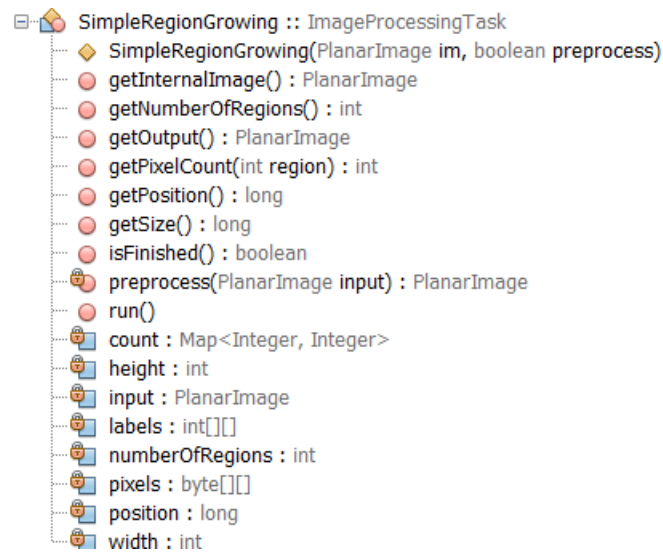 SimpleRegionGrowing :: ImageProcessingTask
SimpleRegionGrowing(PlanarImage im, boolean preprocess)
getInternalImage() : PlanarImage
getNumberOfRegions() : int
getOutput() : PlanarImage
getPixelCount(int region) : int
getPosition() : long
getSize() : long
isFinished() : boolean
preprocess(PlanarImage input) : PlanarImage
run()
count : Map<Integer, Integer>
height : int
input : PlanarImage
labels : int[][]
numberOfRegions : int
pixels : byte[][]
position : long
width : int